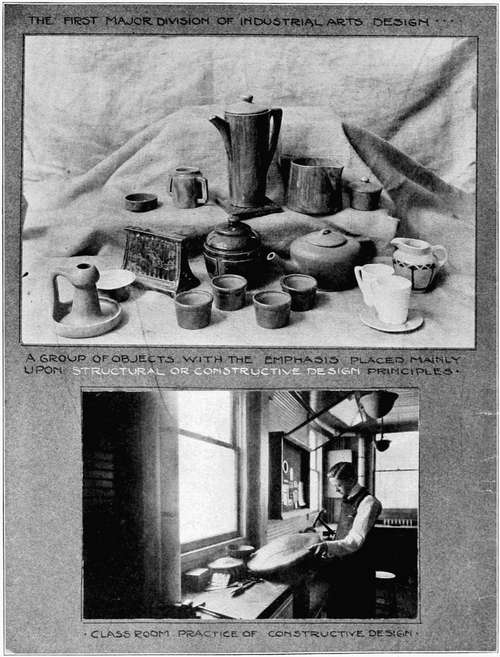 THE FIRST MAJOR DIVISION OF INDUSTRIAL ARTS DESIGN ···
A GROUP OF OBJECTS WITH THE EMPHASIS PLACED MAINLY
UPON STRUCTURAL OR CONSTRUCTIVE DESIGN PRINCIPLES·
· CLASS ROOM PRACTICE OF CONSTRUCTIVE DESIGN ·